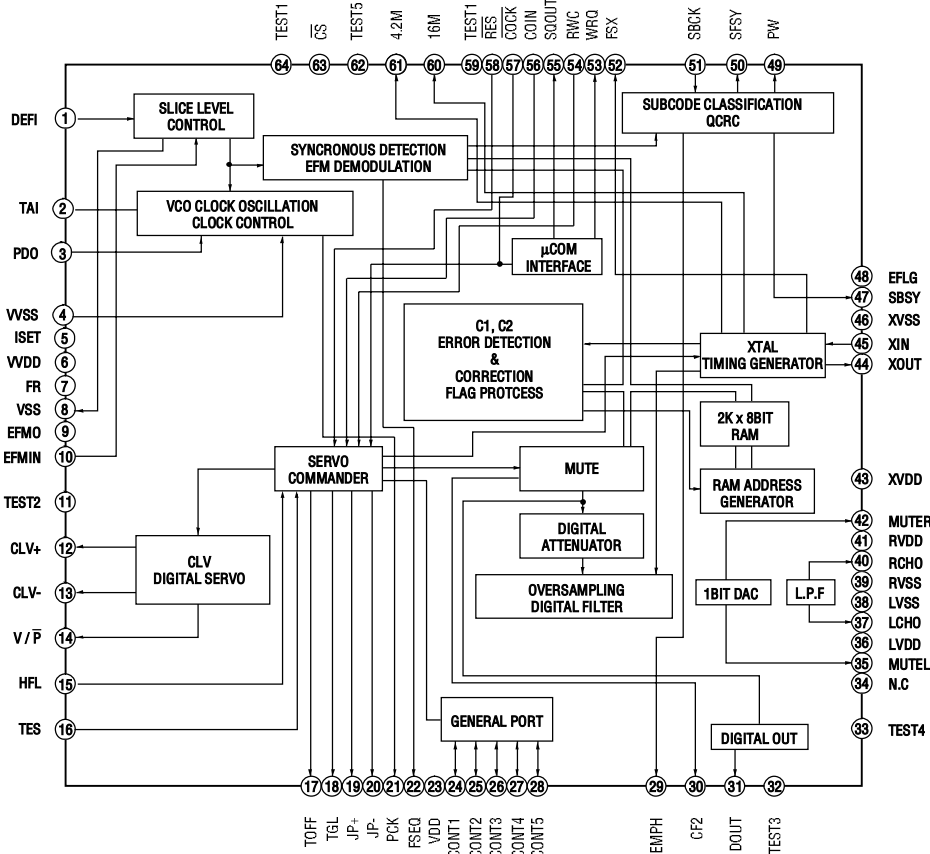 TEST1
CS
TEST5
4.2M
16M
TEST1
RES
COCK
COIN
SQOUT
RWC
WRQ
FSX
SBCK
SFSY
PW
64
63
62
61
60
59
58
57
56
55
54
53
52
51
50
49
DEFI 1
TAI 2
PDO 3
VVSS 4
ISET 5
VVDD 6
FR 7
VSS 8
EFMO 9
EFMIN 10
TEST2 11
CLV+ 12
CLV- 13
V / P 14
HFL 15
TES 16
SLICE LEVEL
CONTROL
SYNCRONOUS DETECTION
EFM DEMODULATION
VCO CLOCK OSCILLATION
CLOCK CONTROL
SUBCODE CLASSIFICATION
QCRC
μCOM
INTERFACE
C1, C2
ERROR DETECTION
&
CORRECTION
FLAG PROTCESS
XTAL
TIMING GENERATOR
2K x 8BIT
RAM
RAM ADDRESS
GENERATOR
SERVO
COMMANDER
MUTE
DIGITAL
ATTENUATOR
OVERSAMPLING
DIGITAL FILTER
CLV
DIGITAL SERVO
1BIT DAC
L.P.F
GENERAL PORT
DIGITAL OUT
48 EFLG
47 SBSY
46 XVSS
45 XIN
44 XOUT
43 XVDD
42 MUTER
41 RVDD
40 RCHO
39 RVSS
38 LVSS
37 LCHO
36 LVDD
35 MUTEL
34 N.C
33 TEST4
17
18
19
20
21
22
23
24
25
26
27
28
29
30
31
32
TOFF
TGL
JP+
JP-
PCK
FSEQ
VDD
CONT1
CONT2
CONT3
CONT4
CONT5
EMPH
CF2
DOUT
TEST3